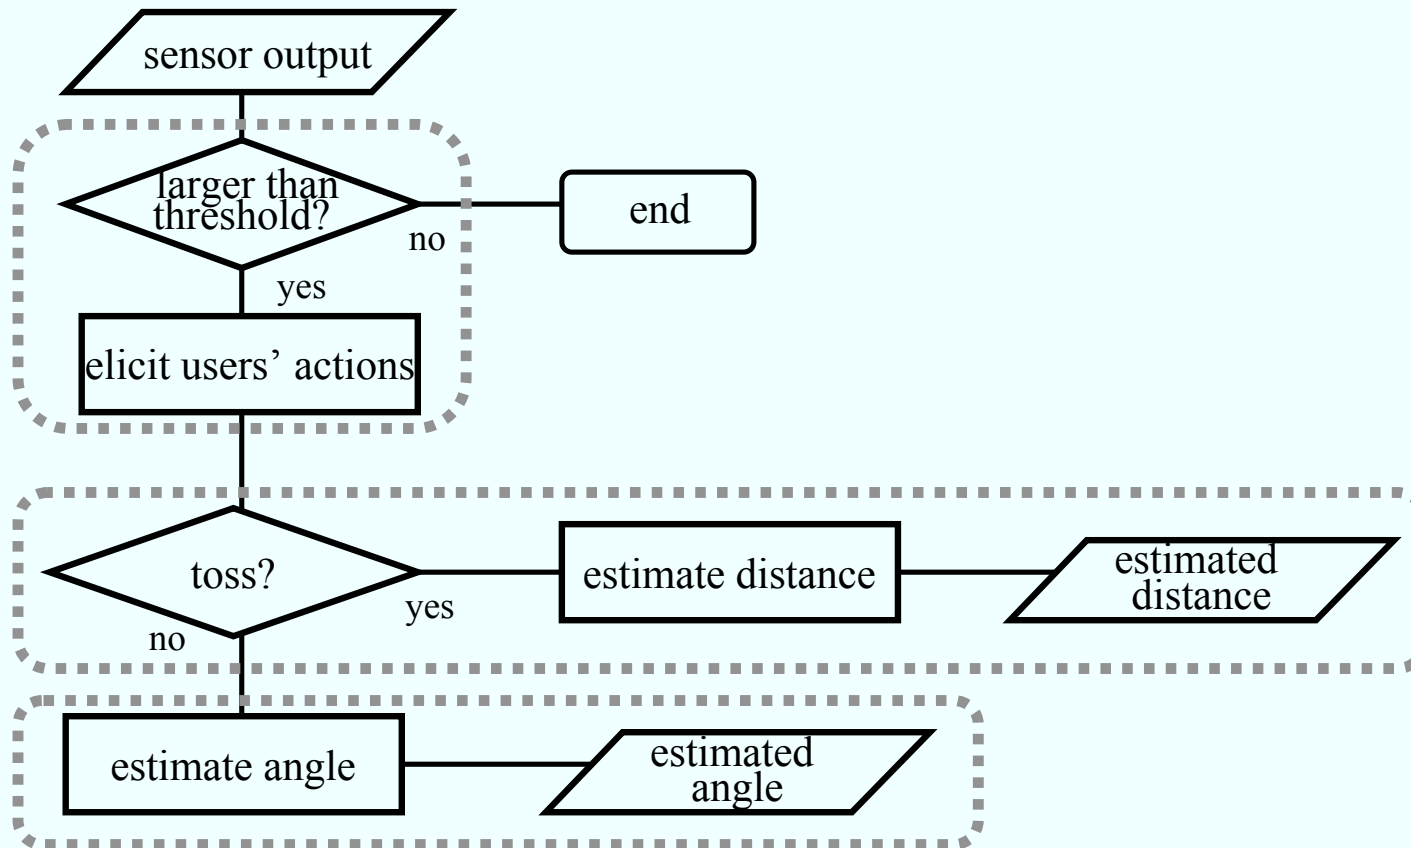 sensor output
larger than
threshold?
no
end
yes
elicit users’ actions
toss?
yes
estimate distance
estimated
distance
no
estimate angle
estimated
angle